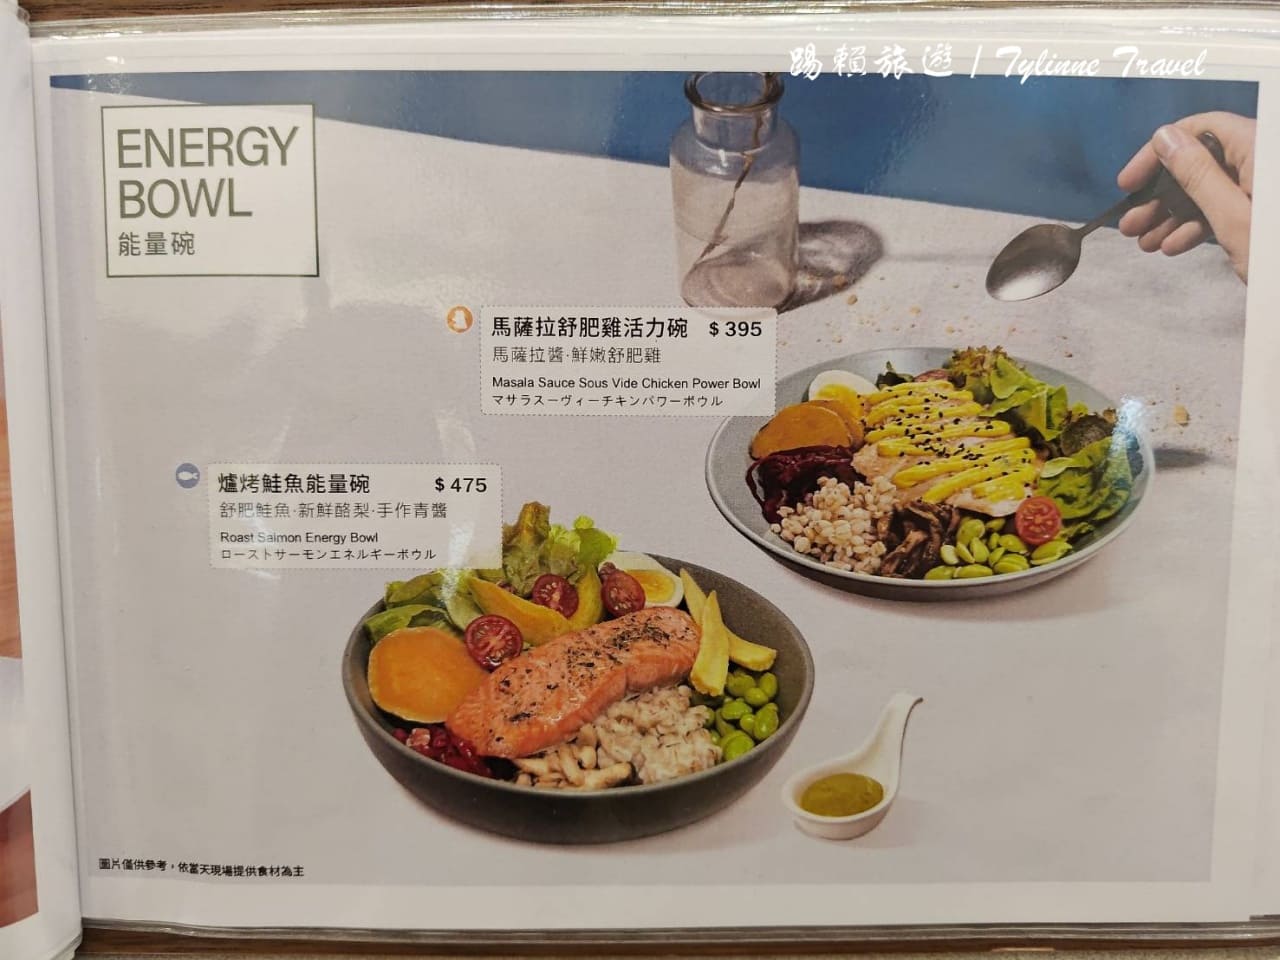 踢賴旅遊 | Tylinne Travel
ENERGY
BOWL
能量碗
馬薩拉舒肥雞活力碗 $395
馬薩拉醬·鮮嫩舒肥雞
Masala Sauce Sous Vide Chicken Power Bowl
マサラスーヴィーチキンパワーボウル
爐烤鮭魚能量碗 $475
舒肥鮭魚·新鮮酪梨·手作青醬
Roast Salmon Energy Bowl
ローストサーモンエネルギーボウル
圖片僅供參考，依當天現場提供食材為主